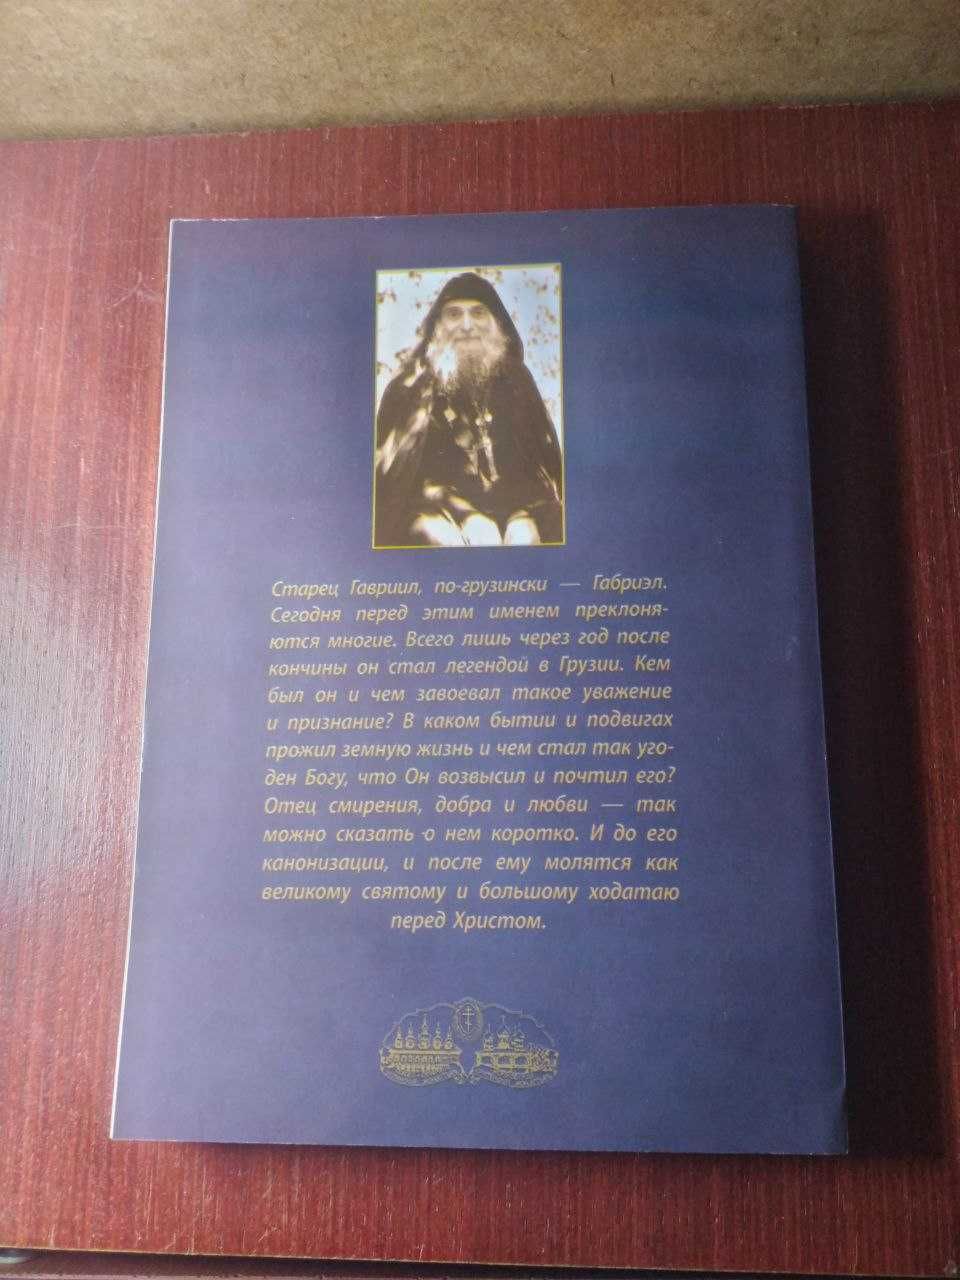 Старец Гавриил, по-грузински — Габриэл.
Сегодня перед этим именем преклоня-
ются многие. Всего лишь через год после
кончины он стал легендой в Грузии. Кем
был он и чем завоевал такое уважение
и признание? В каком бытии и подвигах
прожил земную жизнь и чем стал так уго-
ден Богу, что Он возвысил и почтил его?
Отец смирения, добра и любви — так
можно сказать о нем коротко. И до его
канонизации, и после ему молятся как
великому святому и большому ходатаю
перед Христом.